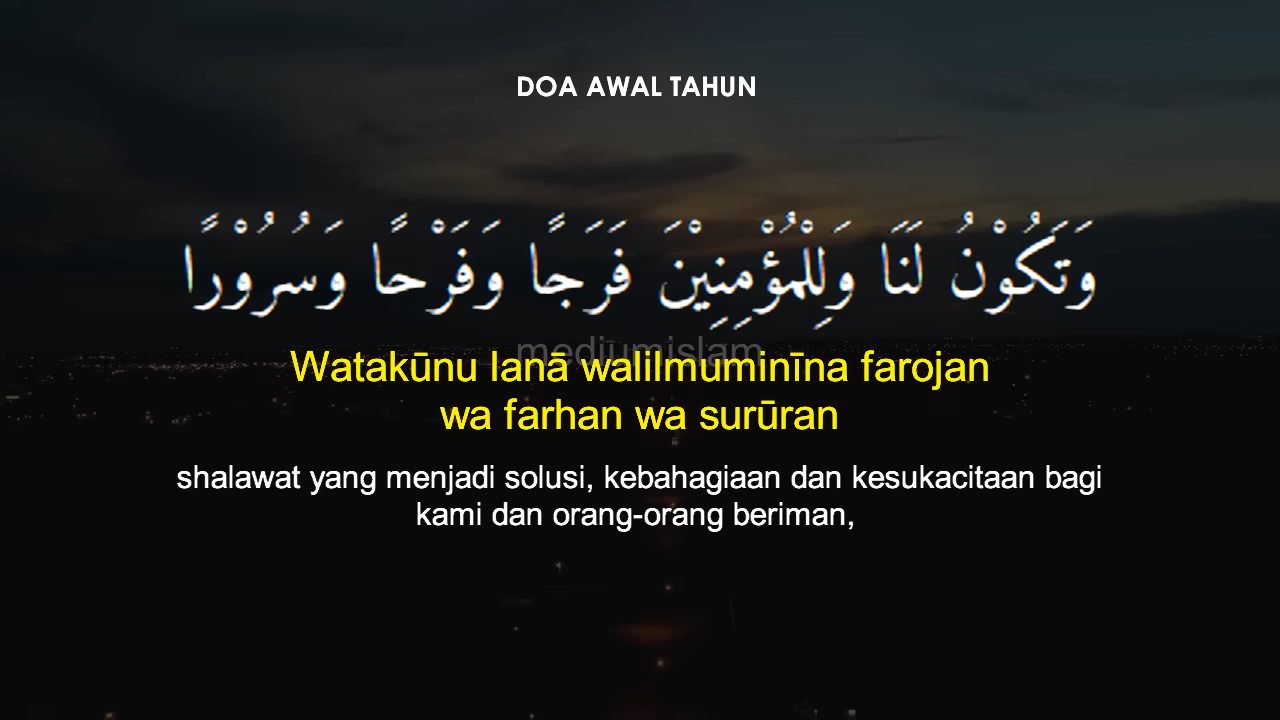 DOA AWAL TAHUN
وَتَكُوْنُ لَنَا وَلِلْمُؤْمِنِيْنَ فَرَجًا وَفَرْحًا وَسُرُوْرًا
mediumislam
Watakūnu lanā walilmuminīna farojan
wa farhan wa surūran
shalawat yang menjadi solusi, kebahagiaan dan kesukacitaan bagi
kami dan orang-orang beriman,